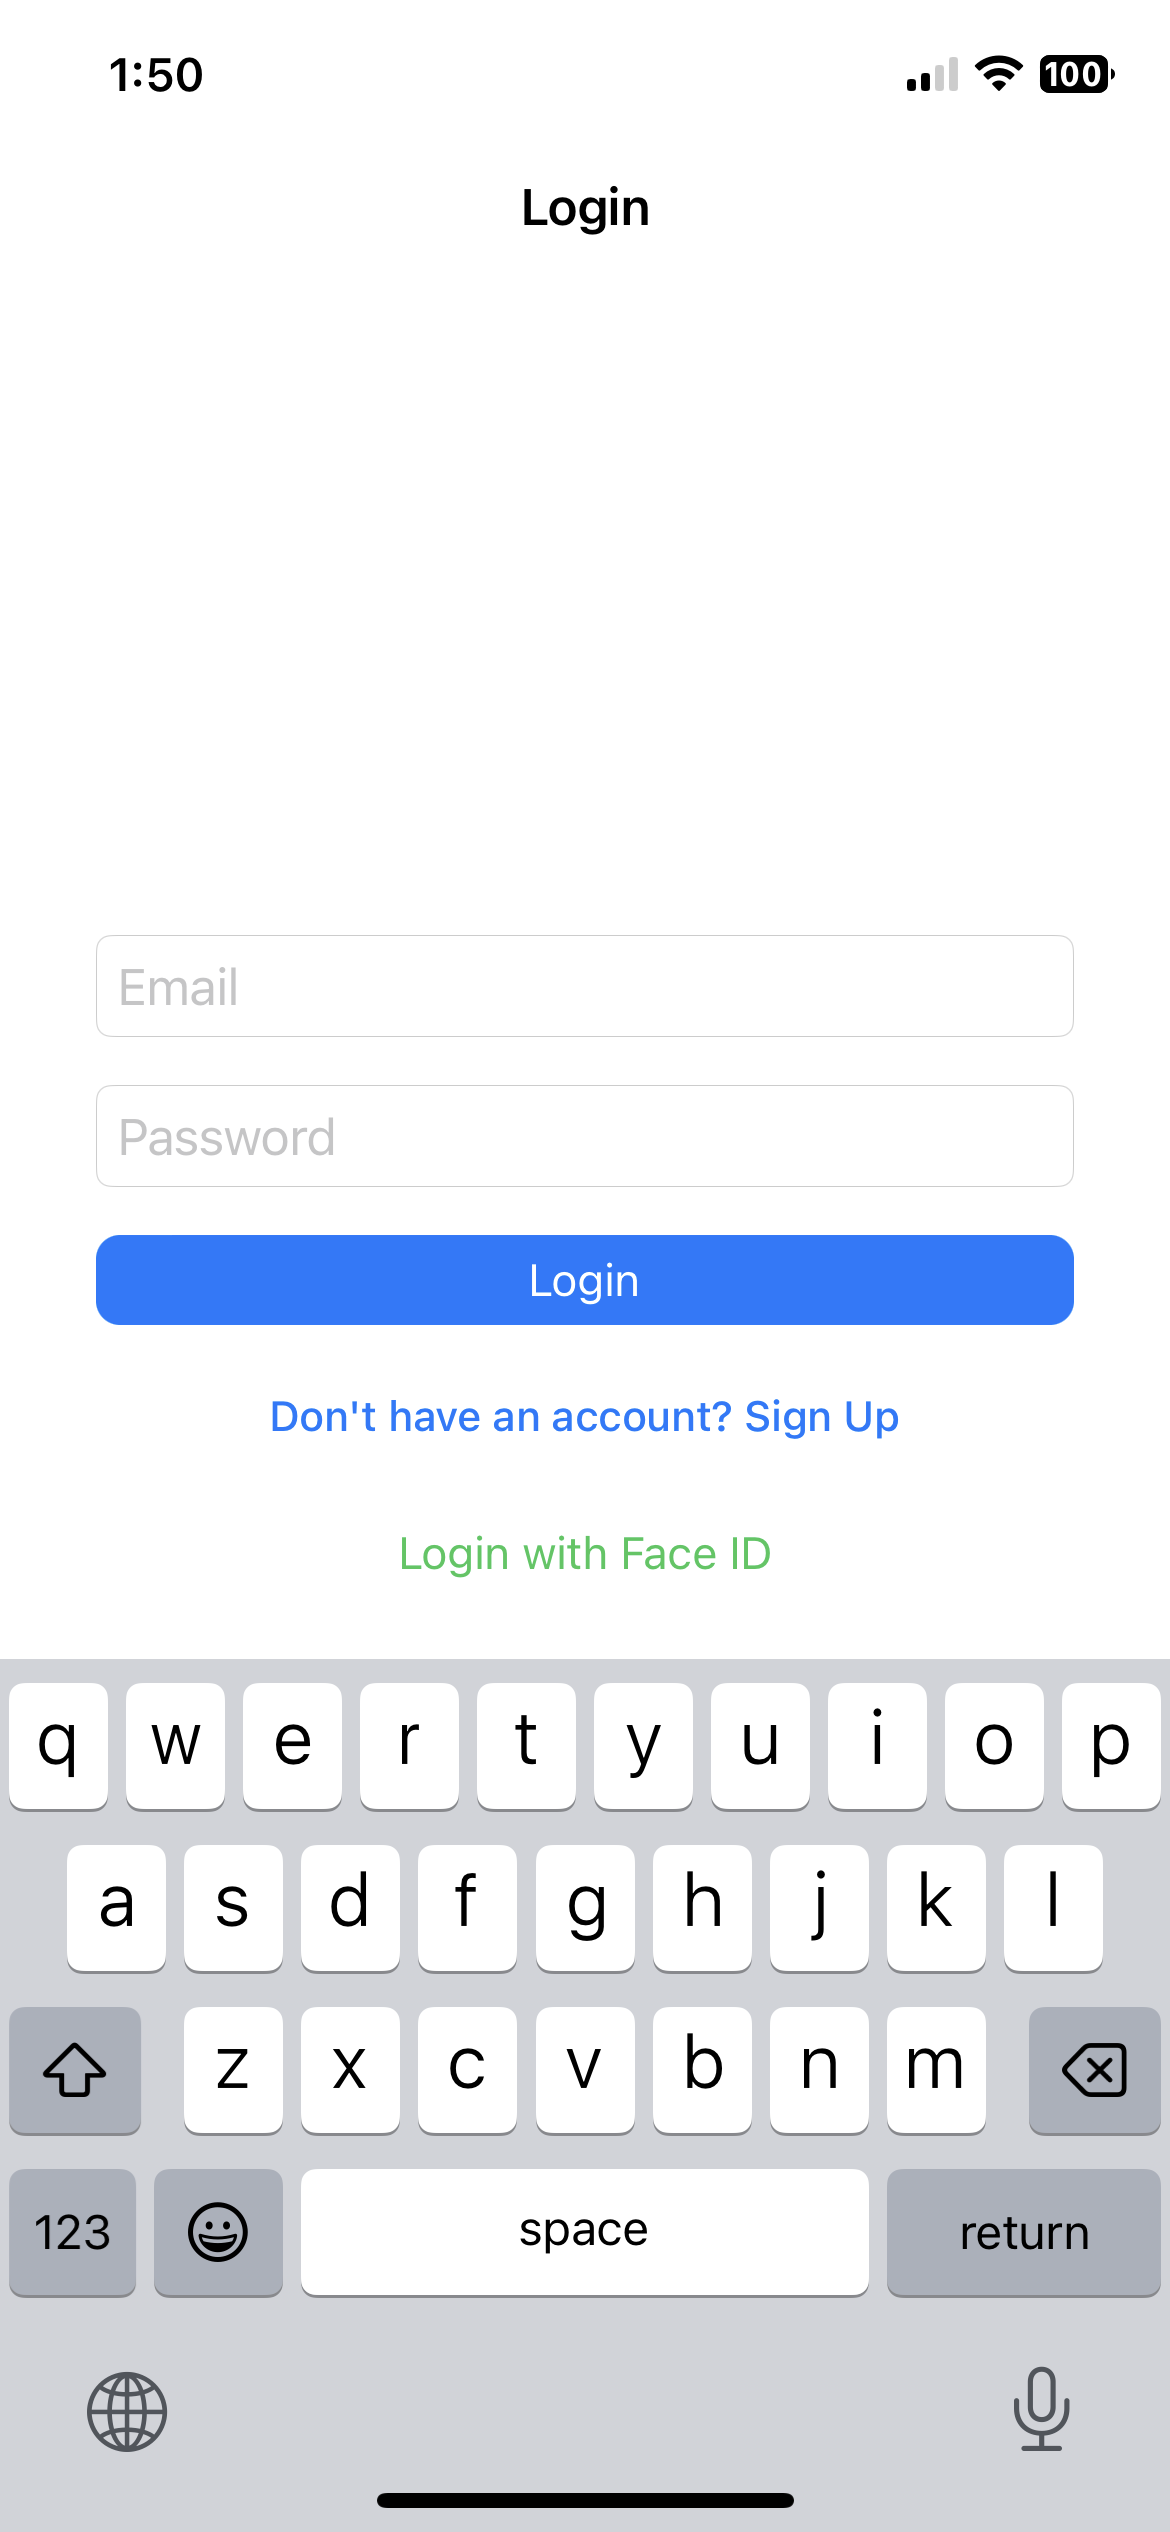 1:50
100
Login
Email
Password
Login
Don't have an account? Sign Up
Login with Face ID
q w e r t y u i o p
a s d f g h j k l
z x c v b n m
123 space return